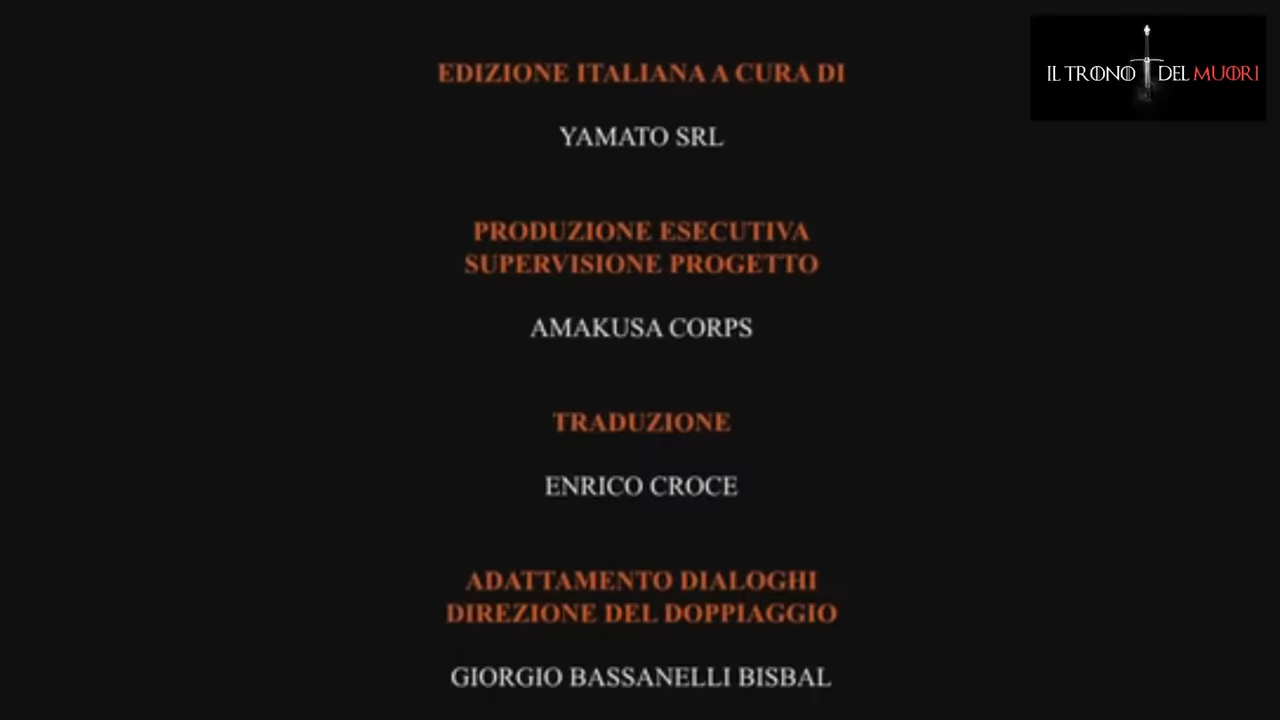 EDIZIONE ITALIANA A CURA DI
IL TRONO DEL MUORI
YAMATO SRL
PRODUZIONE ESECUTIVA
SUPERVISIONE PROGETTO
AMAKUSA CORPS
TRADUZIONE
ENRICO CROCE
ADATTAMENTO DIALOGHI
DIREZIONE DEL DOPPIAGGIO
GIORGIO BASSANELLI BISBAL